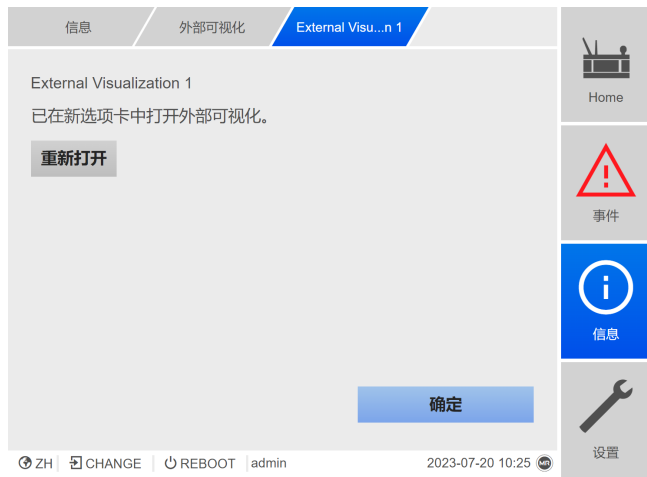 信息 外部可视化 External Visu...n 1
External Visualization 1
已在新选项卡中打开外部可视化。
重新打开
确定
Home
事件
信息
设置
ZH CHANGE REBOOT admin 2023-07-20 10:25 MR